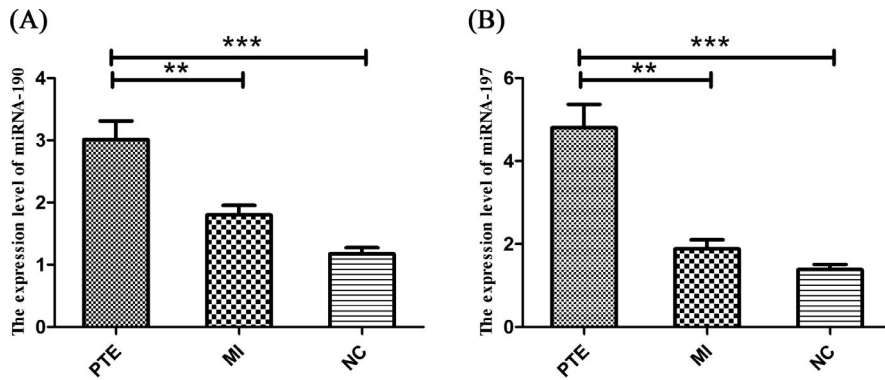 (A)
***
**
The expression level of miRNA-190
4
3
2
1
0
PTE
MI
NC
(B)
***
**
The expression level of miRNA-197
6
4
2
0
PTE
MI
NC